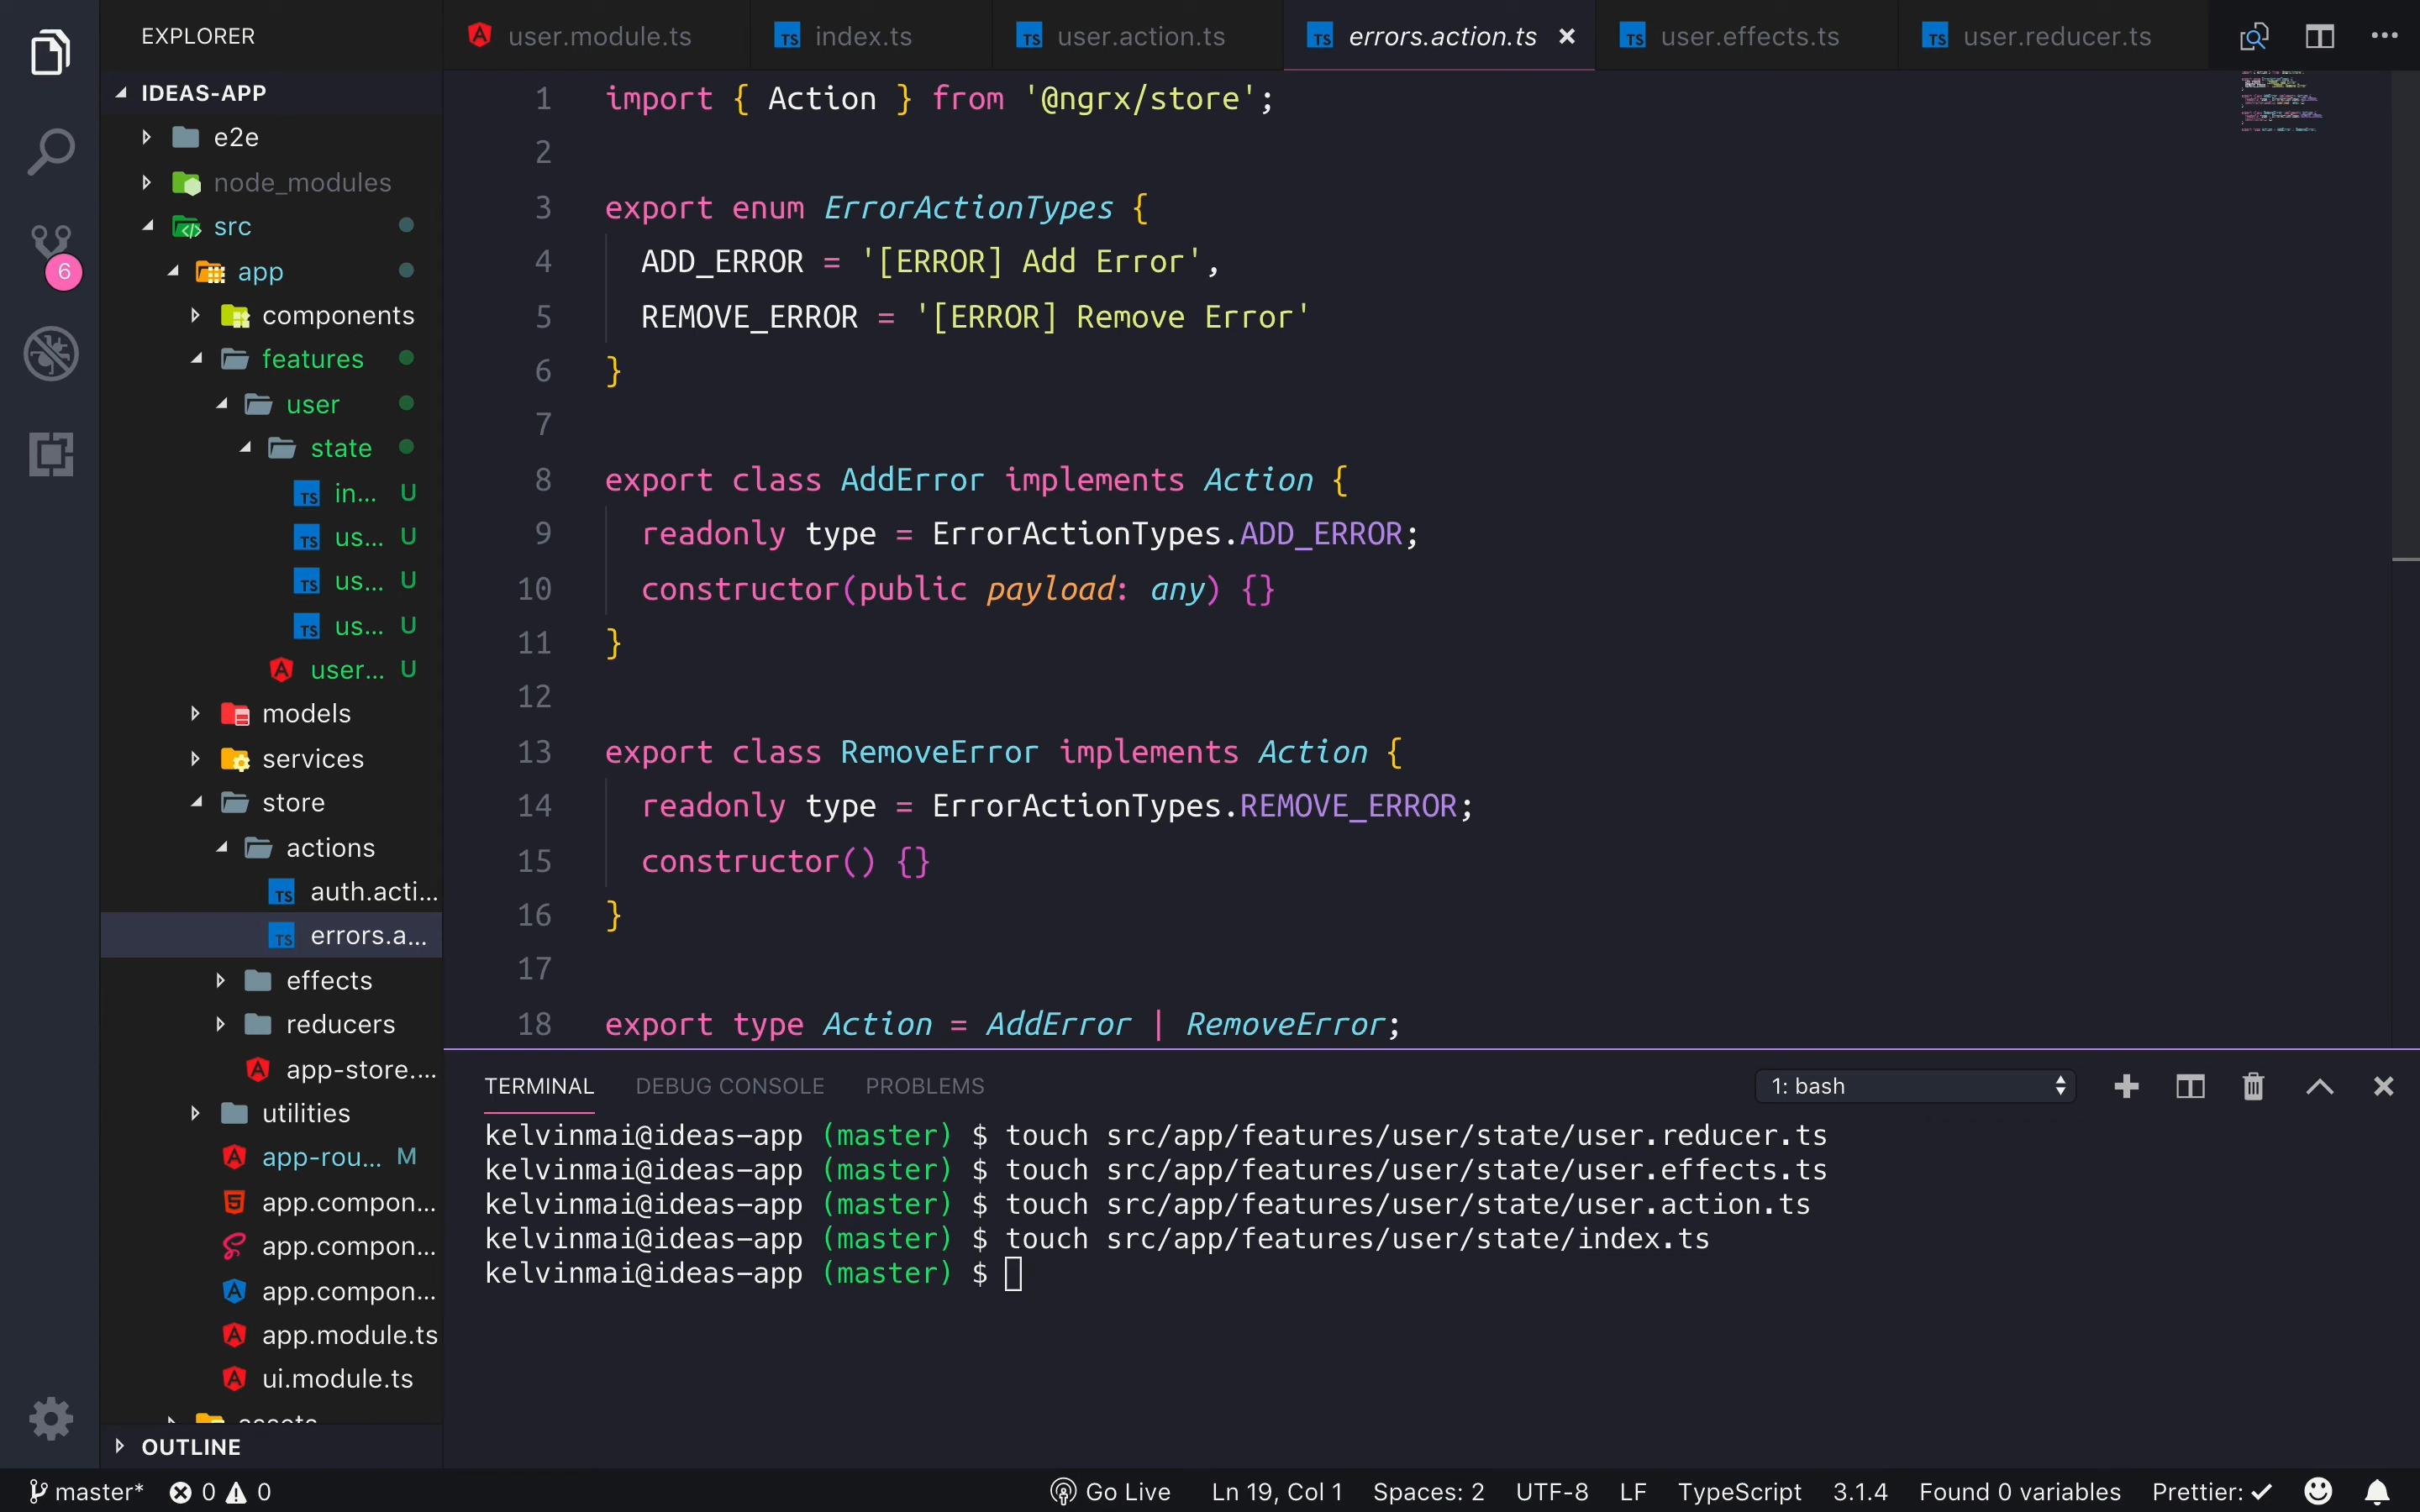 EXPLORER
IDEAS-APP
e2e
node_modules
src
app
components
features
user
state
in... U
us... U
us... U
us... U
user... U
models
services
store
actions
auth.acti...
errors.a...
effects
reducers
app-store....
utilities
app-rou... M
app.compon...
app.compon...
app.compon...
app.module.ts
ui.module.ts
assets
OUTLINE
6
user.module.ts
index.ts
user.action.ts
errors.action.ts
user.effects.ts
user.reducer.ts
1 import { Action } from '@ngrx/store';
2
3 export enum ErrorActionTypes {
4 ADD_ERROR = '[ERROR] Add Error',
5 REMOVE_ERROR = '[ERROR] Remove Error'
6 }
7
8 export class AddError implements Action {
9 readonly type = ErrorActionTypes.ADD_ERROR;
10 constructor(public payload: any) {}
11 }
12
13 export class RemoveError implements Action {
14 readonly type = ErrorActionTypes.REMOVE_ERROR;
15 constructor() {}
16 }
17
18 export type Action = AddError | RemoveError;
TERMINAL DEBUG CONSOLE PROBLEMS 1: bash
kelvinmai@ideas-app (master) $ touch src/app/features/user/state/user.reducer.ts
kelvinmai@ideas-app (master) $ touch src/app/features/user/state/user.effects.ts
kelvinmai@ideas-app (master) $ touch src/app/features/user/state/user.action.ts
kelvinmai@ideas-app (master) $ touch src/app/features/user/state/index.ts
kelvinmai@ideas-app (master) $
master* 0 0 Go Live Ln 19, Col 1 Spaces: 2 UTF-8 LF TypeScript 3.1.4 Found 0 variables Prettier: ✓